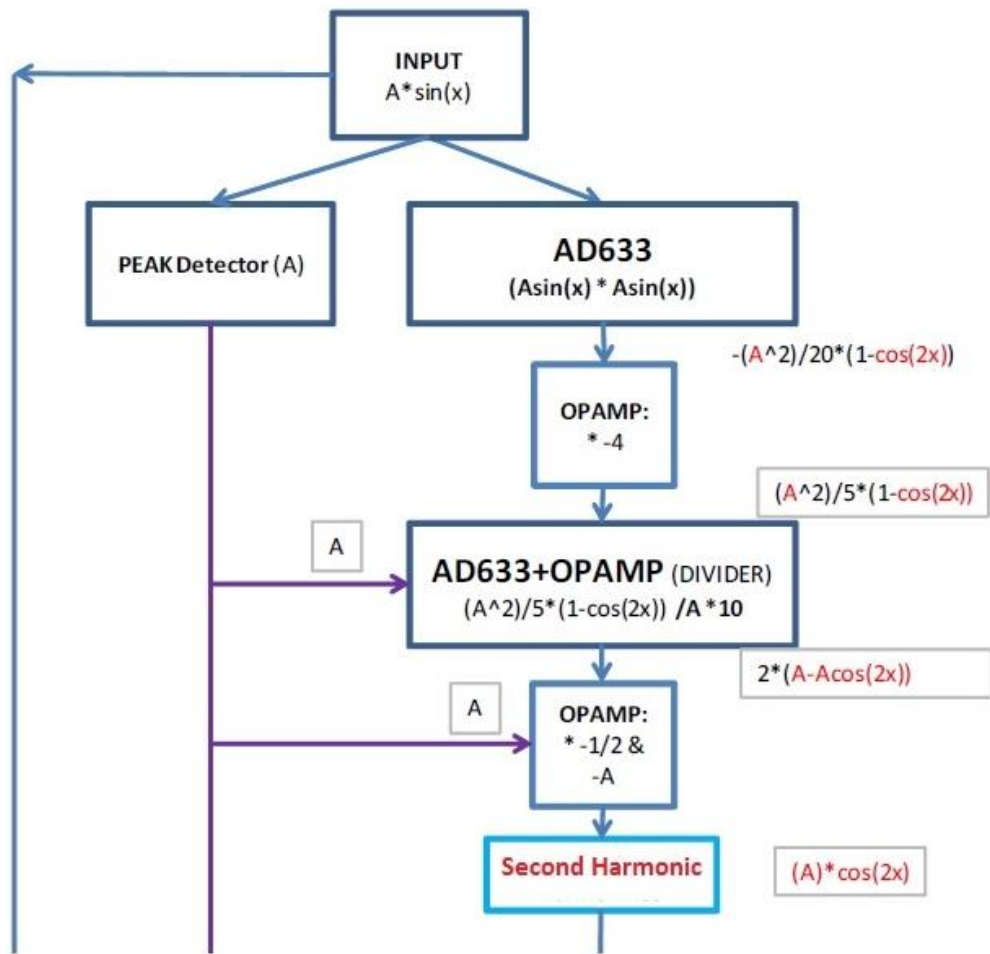 INPUT
A*sin(x)
PEAK Detector (A)
AD633
(Asin(x) * Asin(x))
-(A^2)/20*(1-cos(2x))
OPAMP:
* -4
(A^2)/5*(1-cos(2x))
A
AD633+OPAMP (DIVIDER)
(A^2)/5*(1-cos(2x)) /A *10
2*(A-Acos(2x))
A
OPAMP:
* -1/2 &
-A
Second Harmonic
(A)*cos(2x)